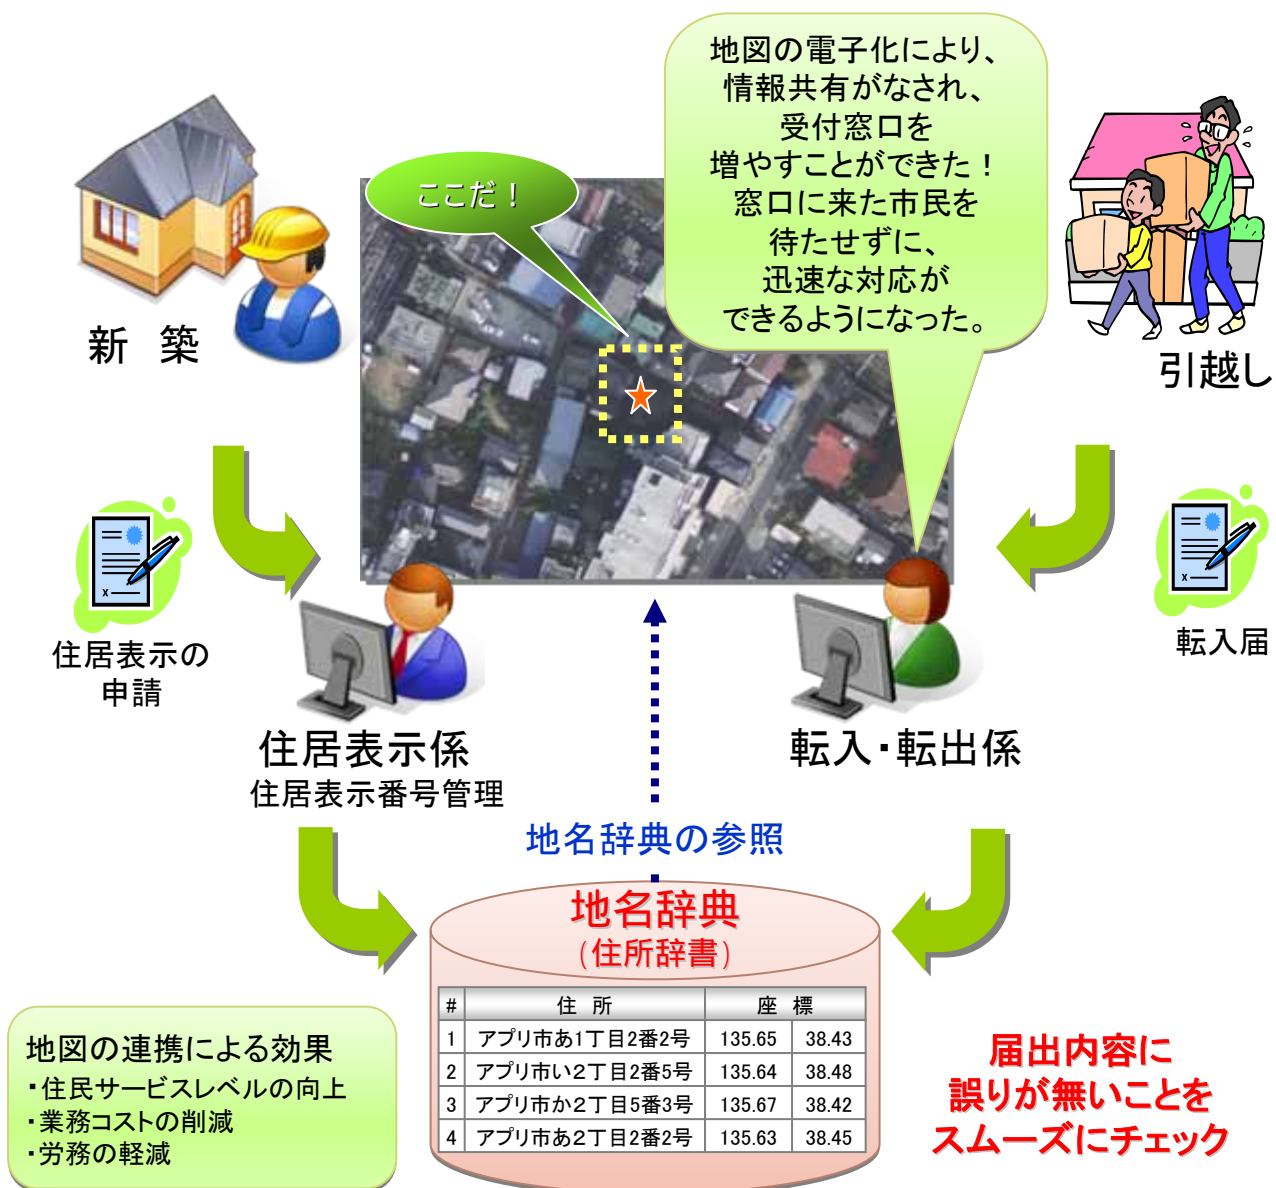 地図の電子化により、
情報共有がなされ、
受付窓口を
増やすことができた！
窓口に来た市民を
待たせずに、
迅速な対応が
できるようになった。
ここだ！
新　築
引越し
住居表示の
申請
転入届
住居表示係
住居表示番号管理
転入・転出係
地名辞典の参照
地名辞典
(住所辞書)
# 住　所 座　標
1 アプリ市あ1丁目2番2号 135.65 38.43
2 アプリ市い２丁目2番5号 135.64 38.48
3 アプリ市か２丁目5番3号 135.67 38.42
4 アプリ市あ２丁目2番2号 135.63 38.45
地図の連携による効果
・住民サービスレベルの向上
・業務コストの削減
・労務の軽減
届出内容に
誤りが無いことを
スムーズにチェック